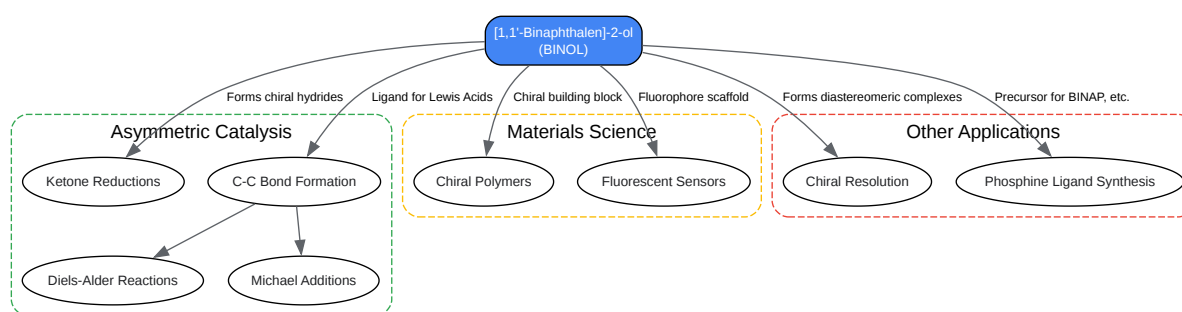 [1,1'-Binaphthalen]-2-ol
(BINOL)
Forms chiral hydrides
Ligand for Lewis Acids
Chiral building block
Fluorophore scaffold
Forms diastereomeric complexes
Precursor for BINAP, etc.
Asymmetric Catalysis
Materials Science
Other Applications
Ketone Reductions
C-C Bond Formation
Chiral Polymers
Fluorescent Sensors
Chiral Resolution
Phosphine Ligand Synthesis
Diels-Alder Reactions
Michael Additions